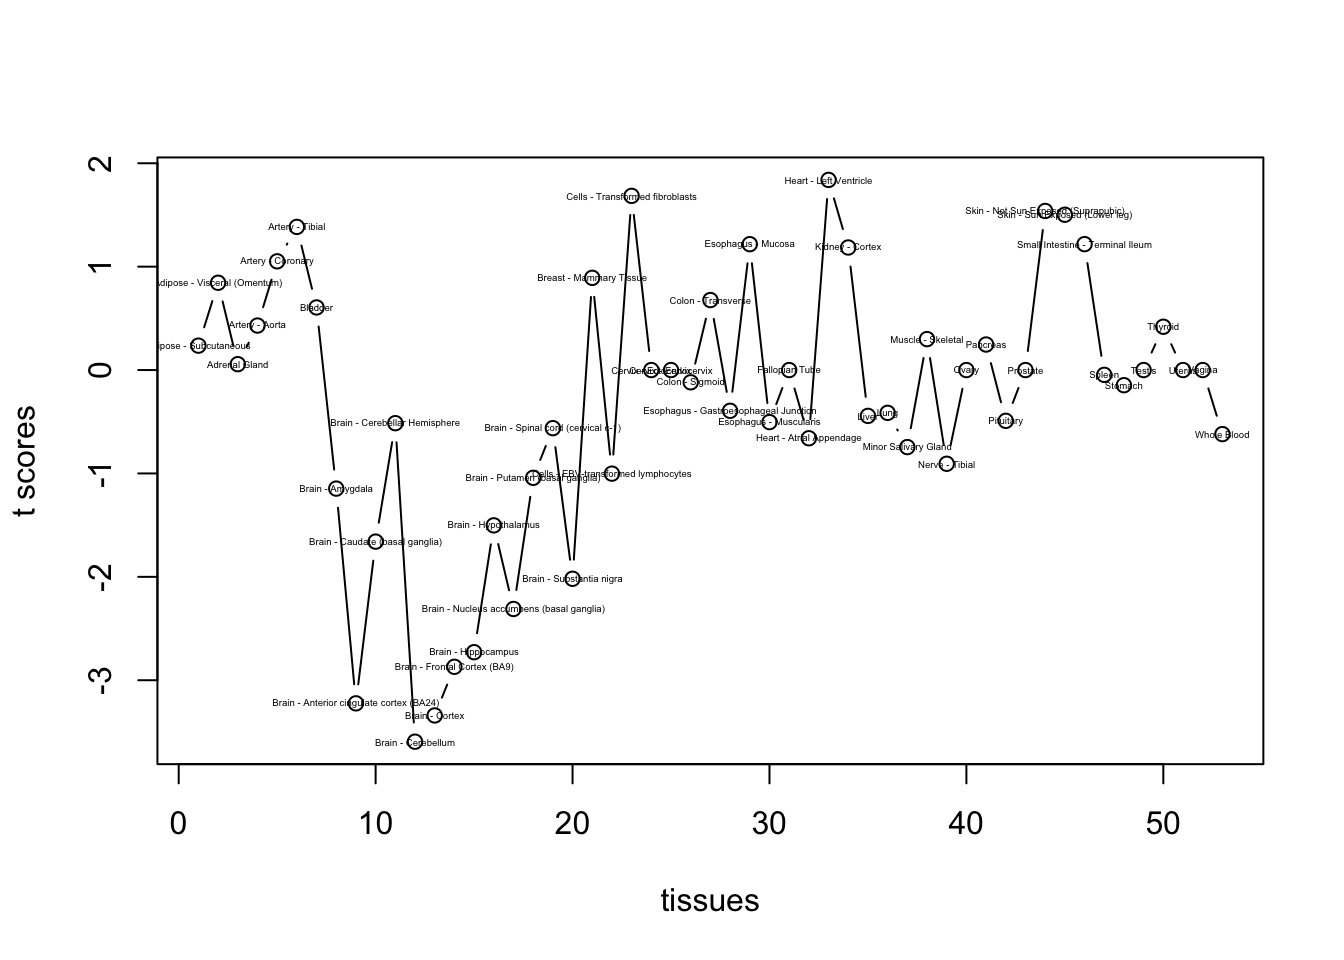 2
1
0
-1
-2
-3
t scores
0
10
20
30
40
50
tissues
Adipose - Visceral (Omentum)
Adrenal Gland
Artery - Aorta
Artery - Coronary
Artery - Tibial
Bladder
Brain - Amygdala
Brain - Anterior cingulate cortex (BA24)
Brain - Caudate (basal ganglia)
Brain - Cerebellar Hemisphere
Brain - Cerebellum
Brain - Cortex
Brain - Frontal Cortex (BA9)
Brain - Hippocampus
Brain - Hypothalamus
Brain - Nucleus accumbens (basal ganglia)
Brain - Putamen (basal ganglia)
Brain - Spinal cord (cervical c-1)
Brain - Substantia nigra
Breast - Mammary Tissue
Cells - EBV-transformed lymphocytes
Cells - Transformed fibroblasts
Colon - Sigmoid
Colon - Transverse
Esophagus - Gastroesophageal Junction
Esophagus - Mucosa
Esophagus - Muscularis
Fallopian Tube
Heart - Atrial Appendage
Heart - Left Ventricle
Kidney - Cortex
Liver
Lung
Minor Salivary Gland
Muscle - Skeletal
Nerve - Tibial
Ovary
Pancreas
Pituitary
Prostate
Skin - Not Sun Exposed (Suprapubic)
Skin - Sun Exposed (Lower leg)
Small Intestine - Terminal Ileum
Spleen
Stomach
Testis
Thyroid
Uterus
Vagina
Whole Blood